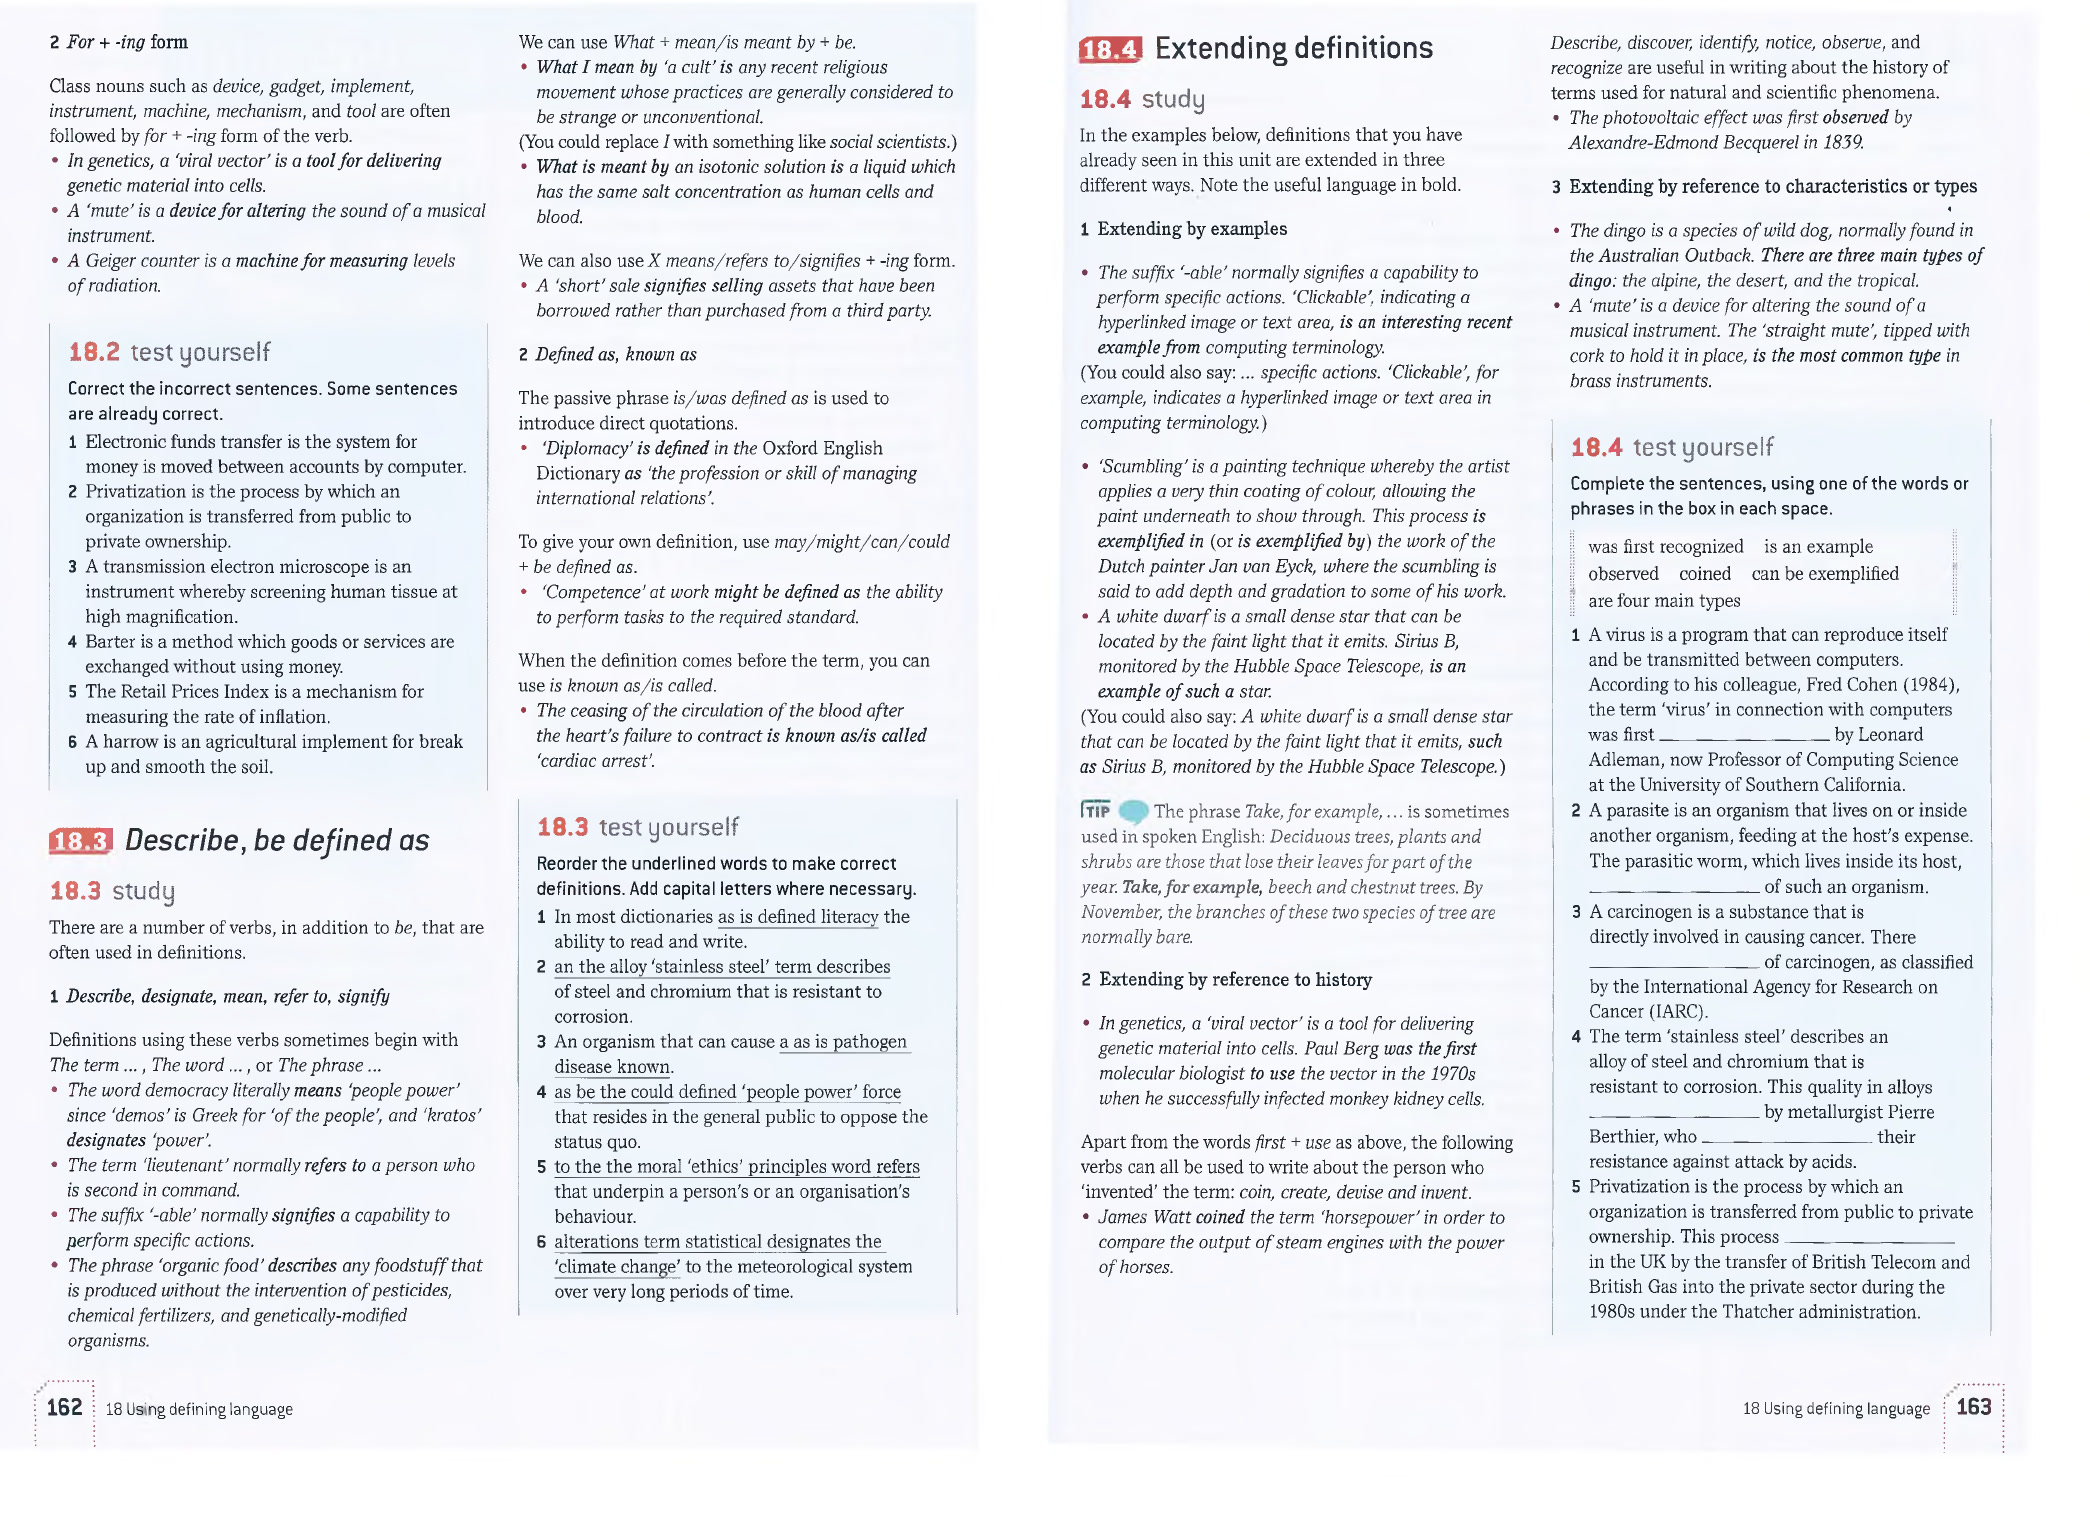 2 For + -ing form
Class nouns such as device, gadget, implement,
instrument, machine, mechanism, and tool are often
followed by for + -ing form of the verb.
• In genetics, a ‘viral vector’ is a tool for delivering
genetic material into cells.
• A ‘mute’ is a device for altering the sound of a musical
instrument.
• A Geiger counter is a machine for measuring levels
of radiation.
18.2 test yourself
Correct the incorrect sentences. Some sentences
are already correct.
1 Electronic funds transfer is the system for
money is moved between accounts by computer.
2 Privatization is the process by which an
organization is transferred from public to
private ownership.
3 A transmission electron microscope is an
instrument whereby screening human tissue at
high magnification.
4 Barter is a method which goods or services are
exchanged without using money.
5 The Retail Prices Index is a mechanism for
measuring the rate of inflation.
6 A harrow is an agricultural implement for break
up and smooth the soil.
18.3 Describe, be defined as
18.3 study
There are a number of verbs, in addition to be, that are
often used in definitions.
1 Describe, designate, mean, refer to, signify
Definitions using these verbs sometimes begin with
The term ... , The word ... , or The phrase ...
• The word democracy literally means ‘people power’
since ‘demos’ is Greek for ‘of the people’, and ‘kratos’
designates ‘power’.
• The term ‘lieutenant’ normally refers to a person who
is second in command.
• The suffix ‘-able’ normally signifies a capability to
perform specific actions.
• The phrase ‘organic food’ describes any foodstuff that
is produced without the intervention of pesticides,
chemical fertilizers, and genetically-modified
organisms.
We can use What + mean/is meant by + be.
• What I mean by ‘a cult’ is any recent religious
movement whose practices are generally considered to
be strange or unconventional.
(You could replace I with something like social scientists.)
• What is meant by an isotonic solution is a liquid which
has the same salt concentration as human cells and
blood.
We can also use X means/refers to/signifies + -ing form.
• A ‘short’ sale signifies selling assets that have been
borrowed rather than purchased from a third party.
2 Defined as, known as
The passive phrase is/was defined as is used to
introduce direct quotations.
• ‘Diplomacy’ is defined in the Oxford English
Dictionary as ‘the profession or skill of managing
international relations’.
To give your own definition, use may/might/can/could
+ be defined as.
• ‘Competence’ at work might be defined as the ability
to perform tasks to the required standard.
When the definition comes before the term, you can
use is known as/is called.
• The ceasing of the circulation of the blood after
the heart’s failure to contract is known as/is called
‘cardiac arrest’.
18.3 test yourself
Reorder the underlined words to make correct
definitions. Add capital letters where necessary.
1 In most dictionaries as is defined literacy the
ability to read and write.
2 an the alloy ‘stainless steel’ term describes
of steel and chromium that is resistant to
corrosion.
3 An organism that can cause a as is pathogen
disease known.
4 as be the could defined ‘people power’ force
that resides in the general public to oppose the
status quo.
5 to the the moral ‘ethics’ principles word refers
that underpin a person’s or an organisation’s
behaviour.
6 alterations term statistical designates the
‘climate change’ to the meteorological system
over very long periods of time.
162 18 Using defining language
18.4 Extending definitions
18.4 study
In the examples below, definitions that you have
already seen in this unit are extended in three
different ways. Note the useful language in bold.
1 Extending by examples
• The suffix ‘-able’ normally signifies a capability to
perform specific actions. ‘Clickable’, indicating a
hyperlinked image or text area, is an interesting recent
example from computing terminology.
(You could also say: ... specific actions. ‘Clickable’, for
example, indicates a hyperlinked image or text area in
computing terminology.)
• ‘Scumbling’ is a painting technique whereby the artist
applies a very thin coating of colour, allowing the
paint underneath to show through. This process is
exemplified in (or is exemplified by) the work of the
Dutch painter Jan van Eyck, where the scumbling is
said to add depth and gradation to some of his work.
• A white dwarf is a small dense star that can be
located by the faint light that it emits. Sirius B,
monitored by the Hubble Space Telescope, is an
example of such a star.
(You could also say: A white dwarf is a small dense star
that can be located by the faint light that it emits, such
as Sirius B, monitored by the Hubble Space Telescope.)
TIP The phrase Take, for example, ... is sometimes
used in spoken English: Deciduous trees, plants and
shrubs are those that lose their leaves for part of the
year. Take, for example, beech and chestnut trees. By
November, the branches of these two species of tree are
normally bare.
2 Extending by reference to history
• In genetics, a ‘viral vector’ is a tool for delivering
genetic material into cells. Paul Berg was the first
molecular biologist to use the vector in the 1970s
when he successfully infected monkey kidney cells.
Apart from the words first + use as above, the following
verbs can all be used to write about the person who
‘invented’ the term: coin, create, devise and invent.
• James Watt coined the term ‘horsepower’ in order to
compare the output of steam engines with the power
of horses.
Describe, discover, identify, notice, observe, and
recognize are useful in writing about the history of
terms used for natural and scientific phenomena.
• The photovoltaic effect was first observed by
Alexandre-Edmond Becquerel in 1839.
3 Extending by reference to characteristics or types
• The dingo is a species of wild dog, normally found in
the Australian Outback. There are three main types of
dingo: the alpine, the desert, and the tropical.
• A ‘mute’ is a device for altering the sound of a
musical instrument. The ‘straight mute’, tipped with
cork to hold it in place, is the most common type in
brass instruments.
18.4 test yourself
Complete the sentences, using one of the words or
phrases in the box in each space.
was first recognized is an example
observed coined can be exemplified
are four main types
1 A virus is a program that can reproduce itself
and be transmitted between computers.
According to his colleague, Fred Cohen (1984),
the term ‘virus’ in connection with computers
was first ________ by Leonard
Adleman, now Professor of Computing Science
at the University of Southern California.
2 A parasite is an organism that lives on or inside
another organism, feeding at the host’s expense.
The parasitic worm, which lives inside its host,
________ of such an organism.
3 A carcinogen is a substance that is
directly involved in causing cancer. There
________ of carcinogen, as classified
by the International Agency for Research on
Cancer (IARC).
4 The term ‘stainless steel’ describes an
alloy of steel and chromium that is
resistant to corrosion. This quality in alloys
________ by metallurgist Pierre
Berthier, who ________ their
resistance against attack by acids.
5 Privatization is the process by which an
organization is transferred from public to private
ownership. This process ________
in the UK by the transfer of British Telecom and
British Gas into the private sector during the
1980s under the Thatcher administration.
18 Using defining language 163